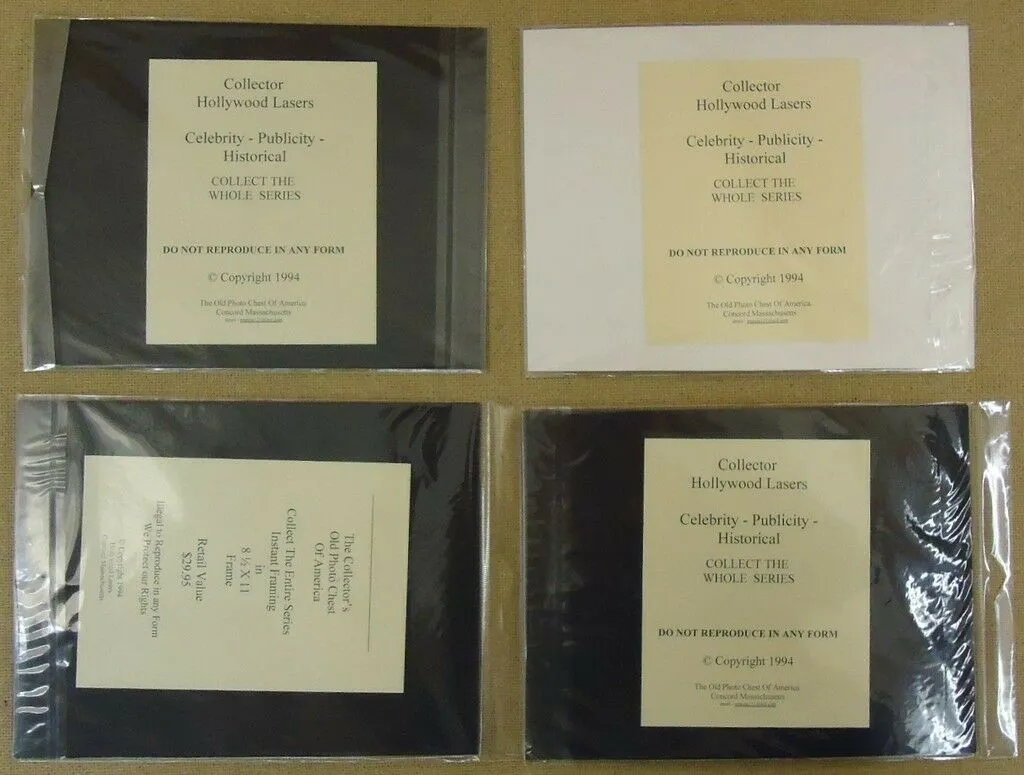 Collector
Hollywood Lasers
Celebrity - Publicity -
Historical
COLLECT THE
WHOLE SERIES
DO NOT REPRODUCE IN ANY FORM
© Copyright 1994
The Old Photo Chest Of America
Concord Massachusetts
Collector
Hollywood Lasers
Celebrity - Publicity -
Historical
COLLECT THE
WHOLE SERIES
DO NOT REPRODUCE IN ANY FORM
© Copyright 1994
The Old Photo Chest Of America
Concord Massachusetts
The Collector's
Old Photo Chest
Of America
Collect The Entire Series
Instant Framing
in
8 ½ X 11
Frame
Retail Value
$29.95
Illegal to Reproduce in any Form
We Protect our Rights
© Copyright 1994
Concord Massachusetts
Collector
Hollywood Lasers
Celebrity - Publicity -
Historical
COLLECT THE
WHOLE SERIES
DO NOT REPRODUCE IN ANY FORM
© Copyright 1994
The Old Photo Chest Of America
Concord Massachusetts